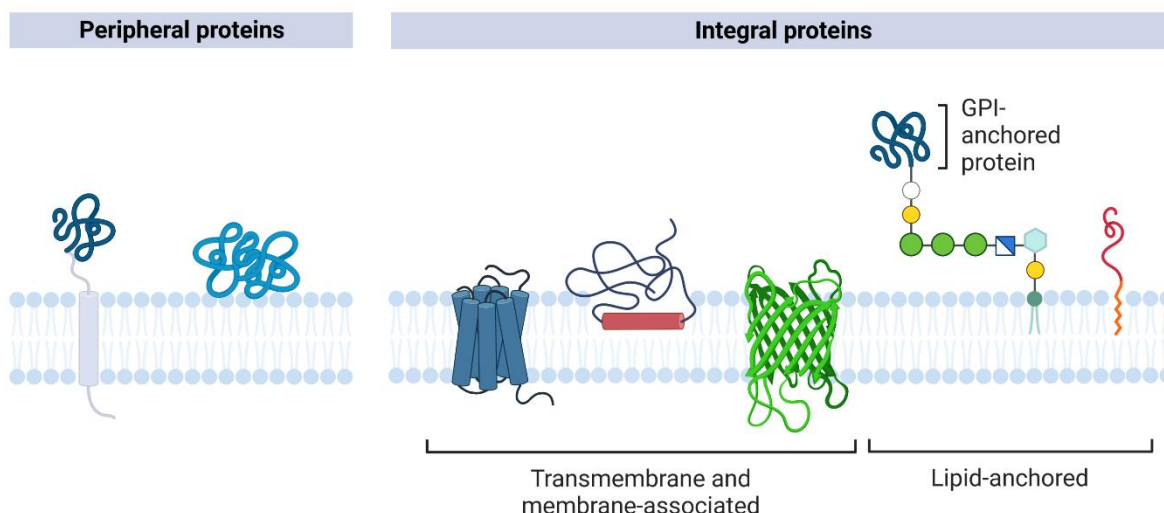 Peripheral proteins
Integral proteins
GPI-
anchored
protein
Transmembrane and
membrane-associated
Lipid-anchored